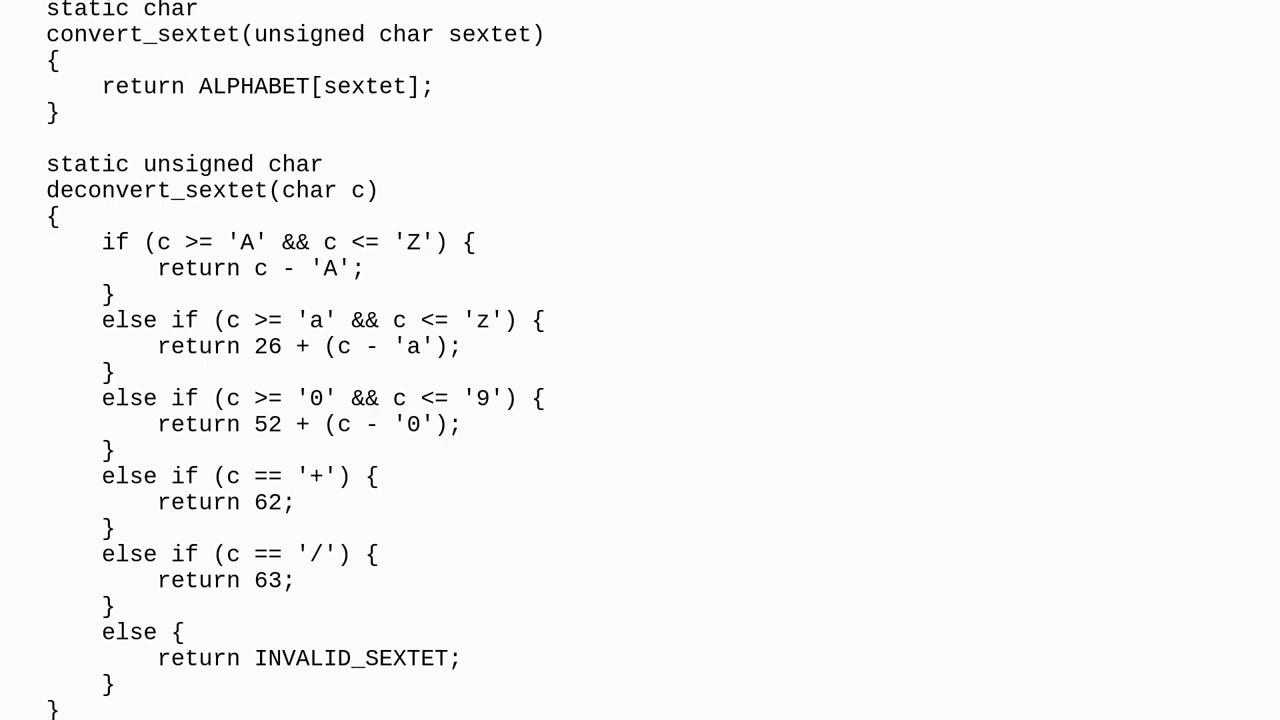 static char
convert_sextet(unsigned char sextet)
{
    return ALPHABET[sextet];
}

static unsigned char
deconvert_sextet(char c)
{
    if (c >= 'A' && c <= 'Z') {
        return c - 'A';
    }
    else if (c >= 'a' && c <= 'z') {
        return 26 + (c - 'a');
    }
    else if (c >= '0' && c <= '9') {
        return 52 + (c - '0');
    }
    else if (c == '+') {
        return 62;
    }
    else if (c == '/') {
        return 63;
    }
    else {
        return INVALID_SEXTET;
    }
}